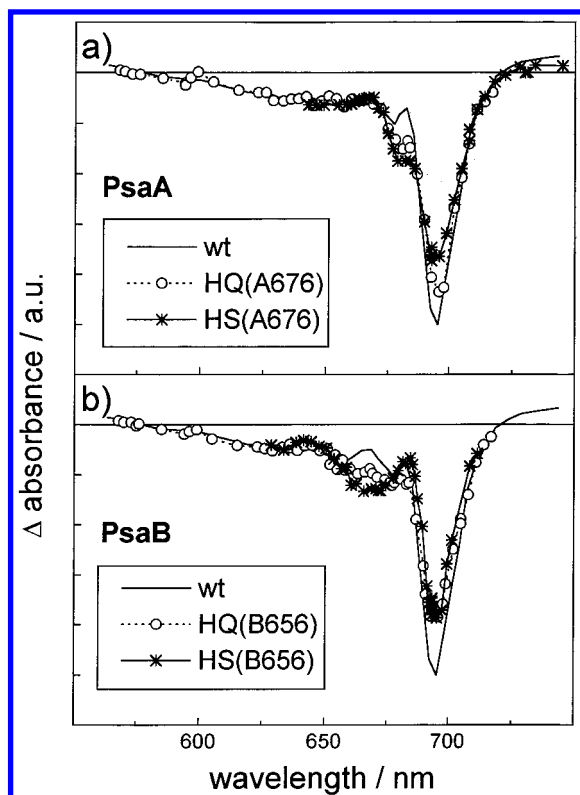 a)
PsaA
wt
HQ(A676)
HS(A676)
b)
PsaB
wt
HQ(B656)
HS(B656)
Δ absorbance / a.u.
600
650
700
wavelength / nm